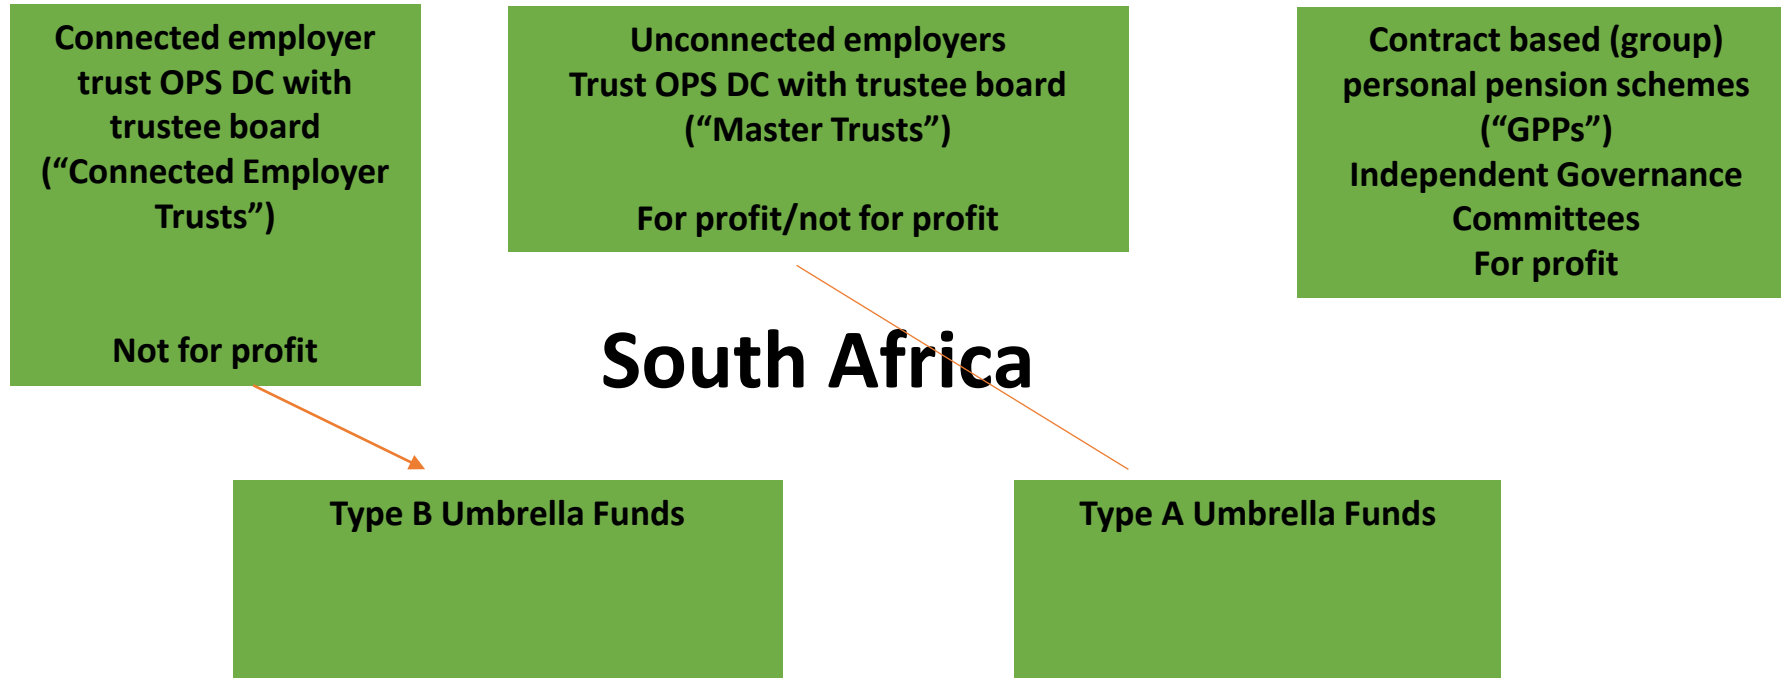 Connected employer
trust OPS DC with
trustee board
(“Connected Employer
Trusts”)
Not for profit
Unconnected employers
Trust OPS DC with trustee board
(“Master Trusts”)
For profit/not for profit
Contract based (group)
personal pension schemes
(“GPPs”)
Independent Governance
Committees
For profit
South Africa
Type B Umbrella Funds
Type A Umbrella Funds